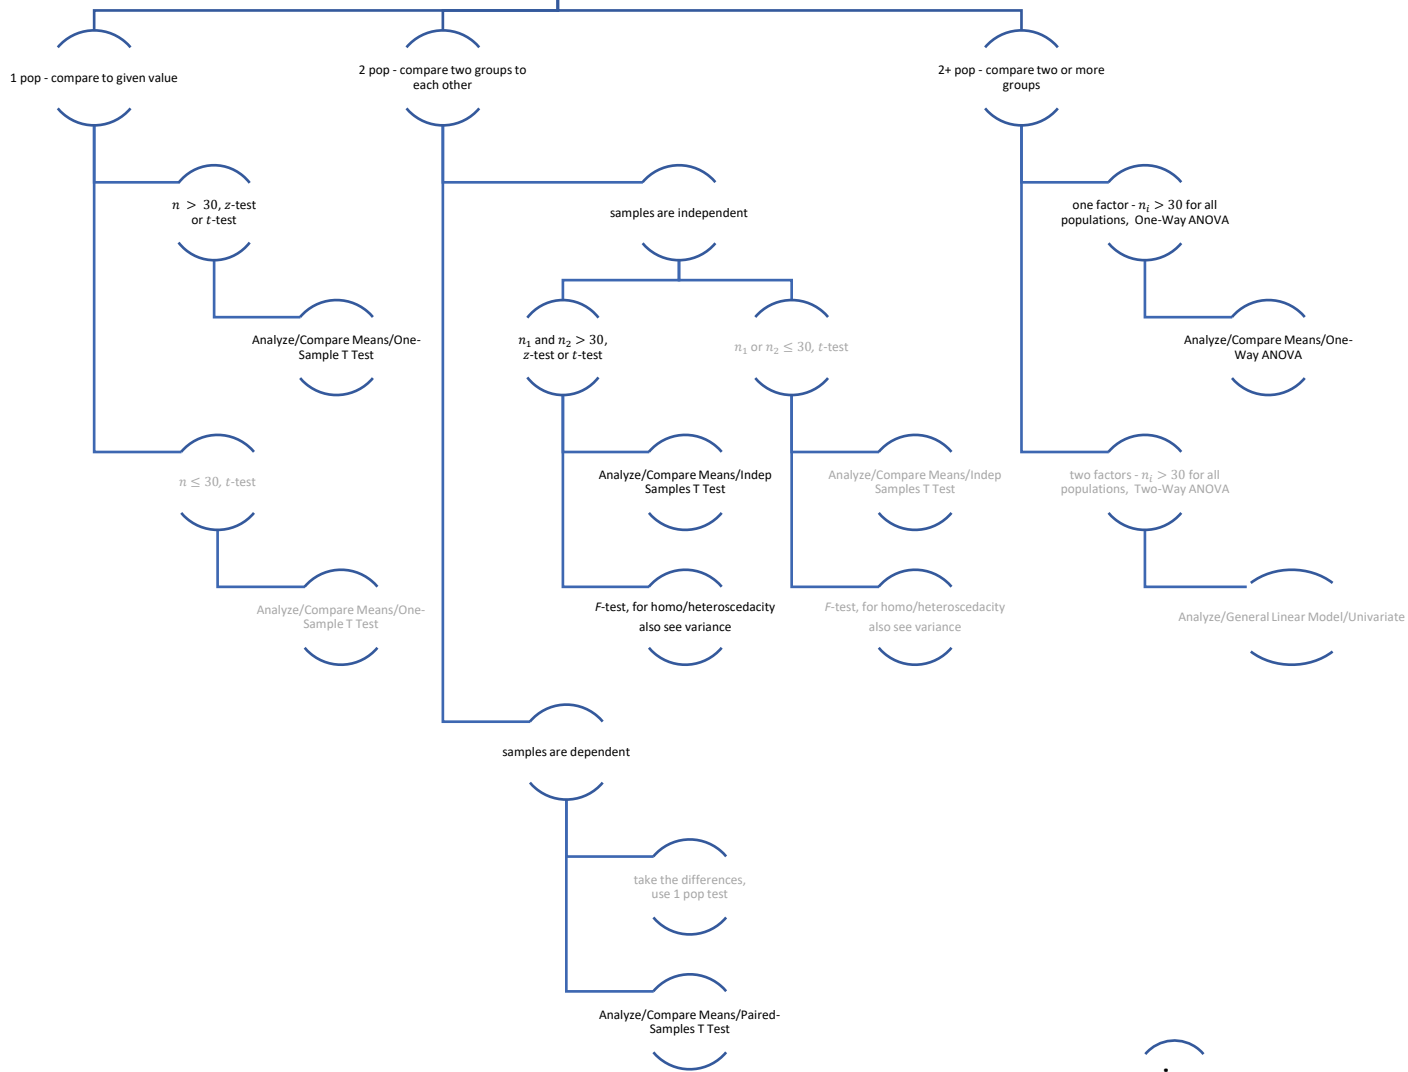 1 pop - compare to given value
2 pop - compare two groups to
each other
2+ pop - compare two or more
groups
n > 30, z-test
or t-test
samples are independent
one factor - nᵢ > 30 for all
populations, One-Way ANOVA
Analyze/Compare Means/One-
Sample T Test
n₁ and n₂ > 30,
z-test or t-test
n₁ or n₂ ≤ 30, t-test
Analyze/Compare Means/One-
Way ANOVA
n ≤ 30, t-test
Analyze/Compare Means/Indep
Samples T Test
Analyze/Compare Means/Indep
Samples T Test
two factors - nᵢ > 30 for all
populations, Two-Way ANOVA
Analyze/Compare Means/One-
Sample T Test
F-test, for homo/heteroscedacity
also see variance
F-test, for homo/heteroscedacity
also see variance
Analyze/General Linear Model/Univariate
samples are dependent
take the differences,
use 1 pop test
Analyze/Compare Means/Paired-
Samples T Test